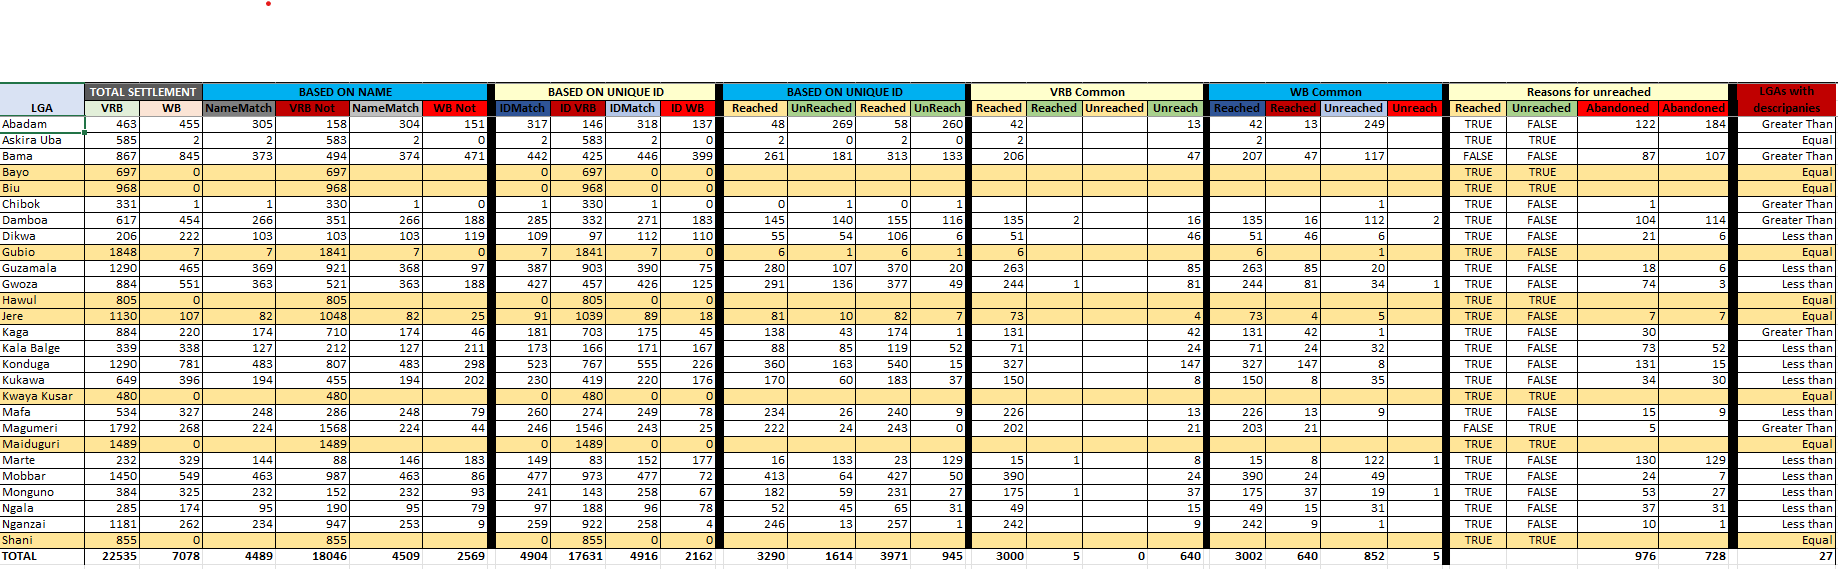 TOTAL SETTLEMENT BASED ON NAME BASED ON UNIQUE ID BASED ON UNIQUE ID VRB Common WB Common Reasons for unreached LGAs with
LGA VRB WB NameMatch VRB Not NameMatch WB Not IDMatch ID VRB IDMatch ID WB Reached UnReached Reached UnReach Reached Reached Unreached Unreach Reached Reached Unreached Unreach Reached Unreached Abandoned Abandoned descripanies
Abadam 463 455 305 158 304 151 317 146 318 137 48 269 58 260 42 13 42 13 249 TRUE FALSE 122 184 Greater Than
Askira Uba 585 2 2 583 2 0 2 583 2 0 2 0 2 0 2 2 TRUE TRUE Equal
Bama 867 845 373 494 374 471 442 425 446 399 261 181 313 133 206 47 207 47 117 FALSE FALSE 87 107 Greater Than
Bayo 697 0 697 0 697 0 0 TRUE TRUE Equal
Biu 968 0 968 0 968 0 0 TRUE TRUE Equal
Chibok 331 1 1 330 1 0 1 330 1 0 0 1 0 1 1 TRUE FALSE 1 Greater Than
Damboa 617 454 266 351 266 188 285 332 271 183 145 140 155 116 135 2 16 135 16 112 2 TRUE FALSE 104 114 Greater Than
Dikwa 206 222 103 103 103 119 109 97 112 110 55 54 106 6 51 46 51 46 6 TRUE FALSE 21 6 Less than
Gubio 1848 7 7 1841 7 0 7 1841 7 0 6 1 6 1 6 6 1 TRUE FALSE Equal
Guzamala 1290 465 369 921 368 97 387 903 390 75 280 107 370 20 263 85 263 85 20 TRUE FALSE 18 6 Less than
Gwoza 884 551 363 521 363 188 427 457 426 125 291 136 377 49 244 1 81 244 81 34 1 TRUE FALSE 74 3 Less than
Hawul 805 0 805 0 805 0 0 TRUE TRUE Equal
Jere 1130 107 82 1048 82 25 91 1039 89 18 81 10 82 7 73 4 73 4 5 TRUE FALSE 7 7 Equal
Kaga 884 220 174 710 174 46 181 703 175 45 138 43 174 1 131 42 131 42 1 TRUE FALSE 30 Greater Than
Kala Balge 339 338 127 212 127 211 173 166 171 167 88 85 119 52 71 24 71 24 32 TRUE FALSE 73 52 Less than
Konduga 1290 781 483 807 483 298 523 767 555 226 360 163 540 15 327 147 327 147 8 TRUE FALSE 131 15 Less than
Kukawa 649 396 194 455 194 202 230 419 220 176 170 60 183 37 150 8 150 8 35 TRUE FALSE 34 30 Less than
Kwaya Kusar 480 0 480 0 480 0 0 TRUE TRUE Equal
Mafa 534 327 248 286 248 79 260 274 249 78 234 26 240 9 226 13 226 13 9 TRUE FALSE 15 9 Less than
Magumeri 1792 268 224 1568 224 44 246 1546 243 25 222 24 243 0 202 21 203 21 FALSE TRUE 5 Greater Than
Maiduguri 1489 0 1489 0 1489 0 0 TRUE TRUE Equal
Marte 232 329 144 88 146 183 149 83 152 177 16 133 23 129 15 1 8 15 8 122 1 TRUE FALSE 130 129 Less than
Mobbar 1450 549 463 987 463 86 477 973 477 72 413 64 427 50 390 24 390 24 49 TRUE FALSE 24 7 Less than
Monguno 384 325 232 152 232 93 241 143 258 67 182 59 231 27 175 1 37 175 37 19 1 TRUE FALSE 53 27 Less than
Ngala 285 174 95 190 95 79 97 188 96 78 52 45 65 31 49 15 49 15 31 TRUE FALSE 37 31 Less than
Nganzai 1181 262 234 947 253 9 259 922 258 4 246 13 257 1 242 9 242 9 1 TRUE FALSE 10 1 Less than
Shani 855 0 855 0 855 0 0 TRUE TRUE Equal
TOTAL 22535 7078 4489 18046 4509 2569 4904 17631 4916 2162 3290 1614 3971 945 3000 5 0 640 3002 640 852 5 976 728 27